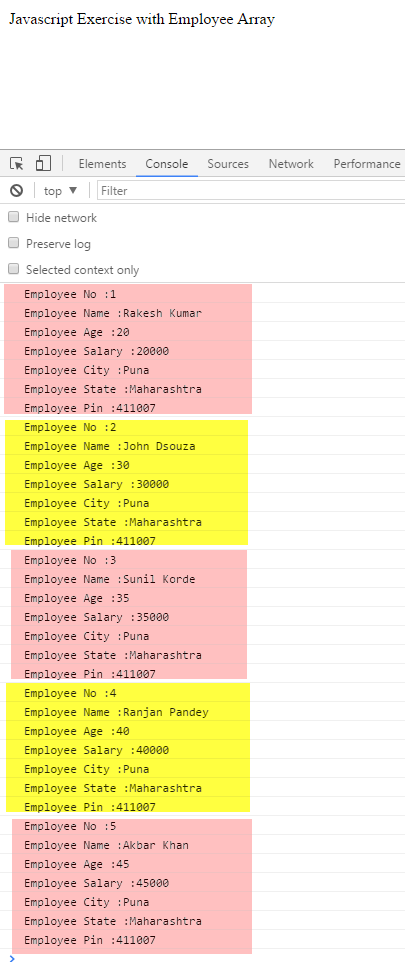 Javascript Exercise with Employee Array
Elements Console Sources Network Performance
top ▼ Filter
Hide network
Preserve log
Selected context only
Employee No :1
Employee Name :Rakesh Kumar
Employee Age :20
Employee Salary :20000
Employee City :Puna
Employee State :Maharashtra
Employee Pin :411007
Employee No :2
Employee Name :John Dsouza
Employee Age :30
Employee Salary :30000
Employee City :Puna
Employee State :Maharashtra
Employee Pin :411007
Employee No :3
Employee Name :Sunil Korde
Employee Age :35
Employee Salary :35000
Employee City :Puna
Employee State :Maharashtra
Employee Pin :411007
Employee No :4
Employee Name :Ranjan Pandey
Employee Age :40
Employee Salary :40000
Employee City :Puna
Employee State :Maharashtra
Employee Pin :411007
Employee No :5
Employee Name :Akbar Khan
Employee Age :45
Employee Salary :45000
Employee City :Puna
Employee State :Maharashtra
Employee Pin :411007